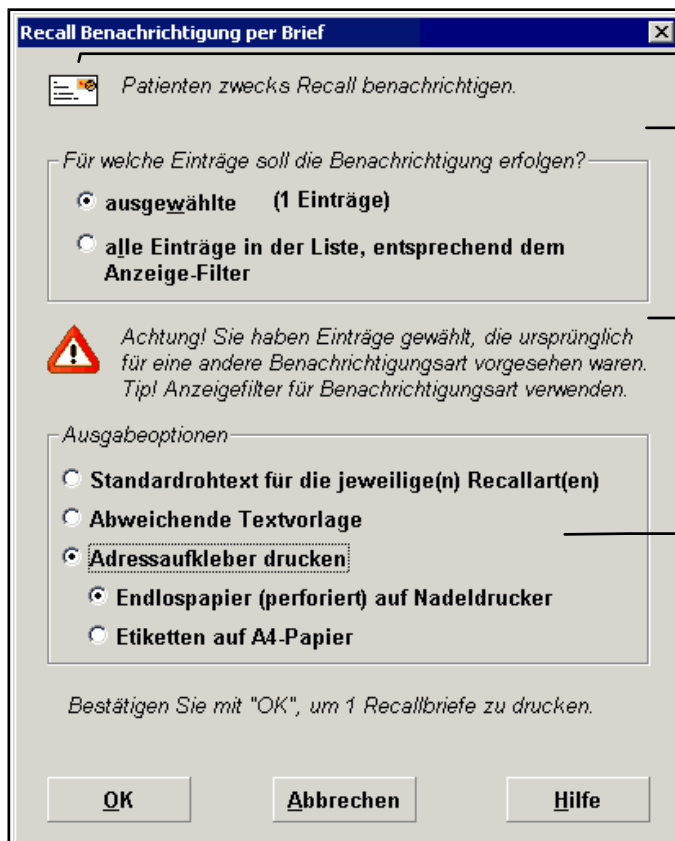 Recall Benachrichtigung per Brief
Patienten zwecks Recall benachrichtigen.
Für welche Einträge soll die Benachrichtigung erfolgen?
ausgewählte (1 Einträge)
alle Einträge in der Liste, entsprechend dem
Anzeige-Filter
Achtung! Sie haben Einträge gewählt, die ursprünglich
für eine andere Benachrichtigungsart vorgesehen waren.
Tip! Anzeigefilter für Benachrichtigungsart verwenden.
Ausgabeoptionen
Standardrohtext für die jeweilige(n) Recallart(en)
Abweichende Textvorlage
Adressaufkleber drucken
Endlospapier (perforiert) auf Nadeldrucker
Etiketten auf A4-Papier
Bestätigen Sie mit "OK", um 1 Recallbriefe zu drucken.
OK Abbrechen Hilfe